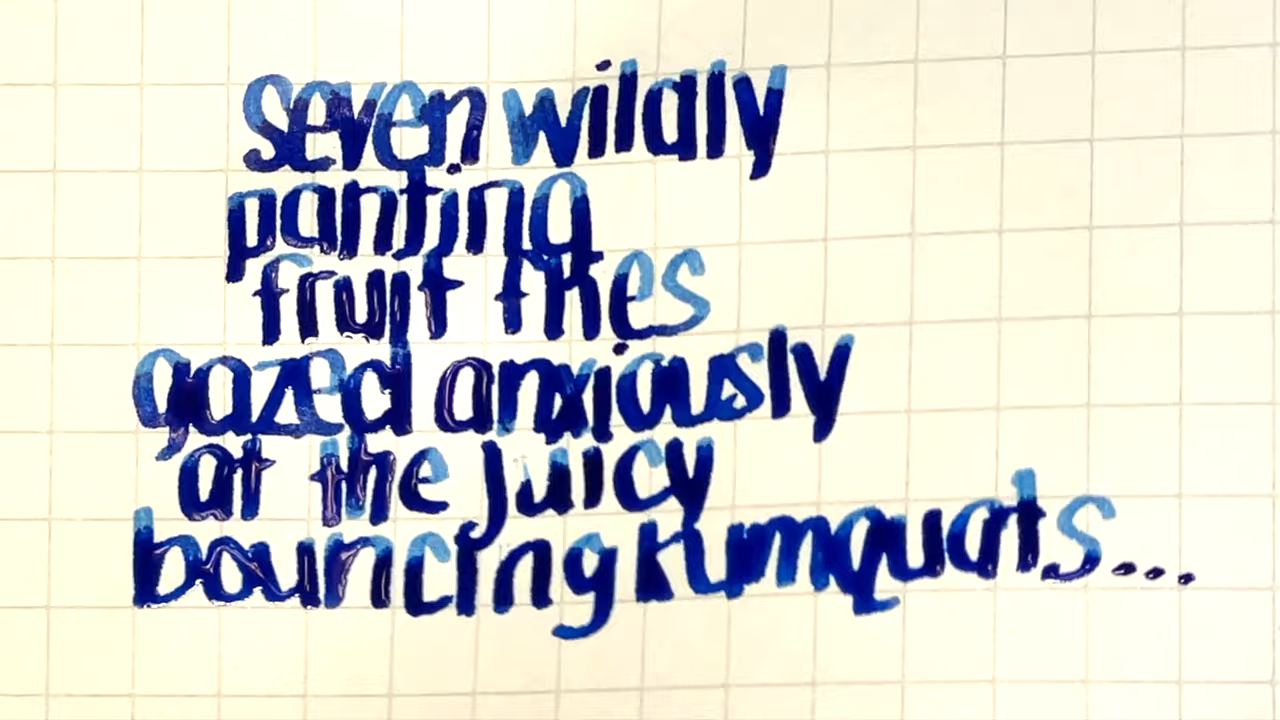 seven wildly
panting
fruit flies
gazed anxiously
at the juicy
bouncing kumquats...